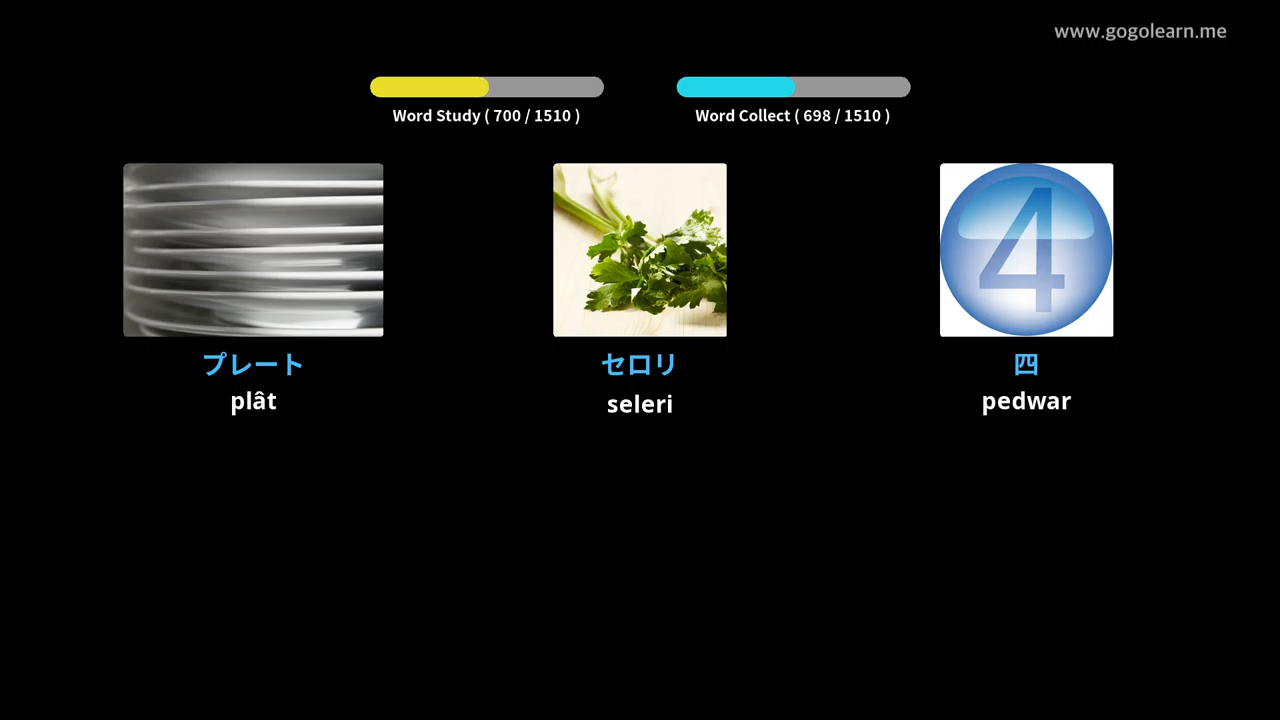 www.gogolearn.me
Word Study ( 700 / 1510 )
Word Collect ( 698 / 1510 )
4
プレート
セロリ
四
plât
seleri
pedwar